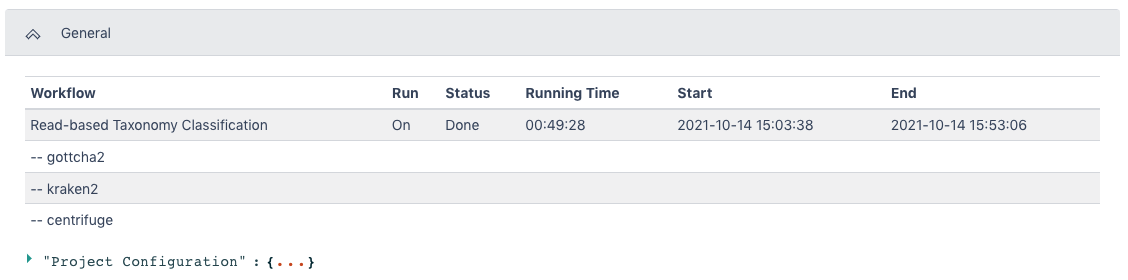 General
Workflow Run Status Running Time Start End
Read-based Taxonomy Classification On Done 00:49:28 2021-10-14 15:03:38 2021-10-14 15:53:06
-- gottcha2
-- kraken2
-- centrifuge
"Project Configuration" : {...}